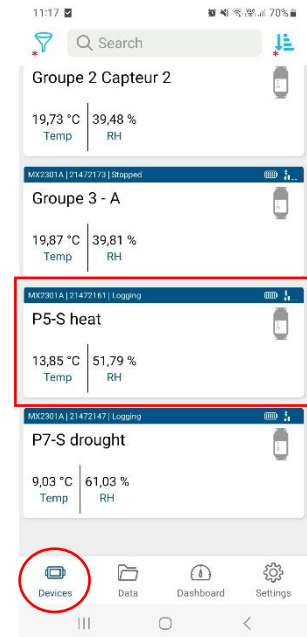 11:17 70%
Search
Groupe 2 Capteur 2
19,73 °C 39,48 %
Temp RH
MX2301A | 21472173 | Stopped
Groupe 3 - A
19,87 °C 39,81 %
Temp RH
MX2301A | 21472161 | Logging
P5-S heat
13,85 °C 51,79 %
Temp RH
MX2301A | 21472147 | Logging
P7-S drought
9,03 °C 61,03 %
Temp RH
Devices Data Dashboard Settings